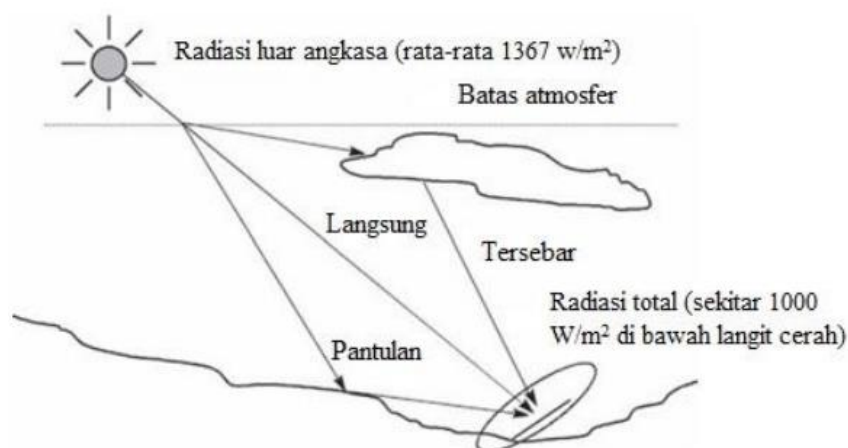 Radiasi luar angkasa (rata-rata 1367 w/m²)
Batas atmosfer
Langsung
Tersebar
Radiasi total (sekitar 1000
W/m² di bawah langit cerah)
Pantulan